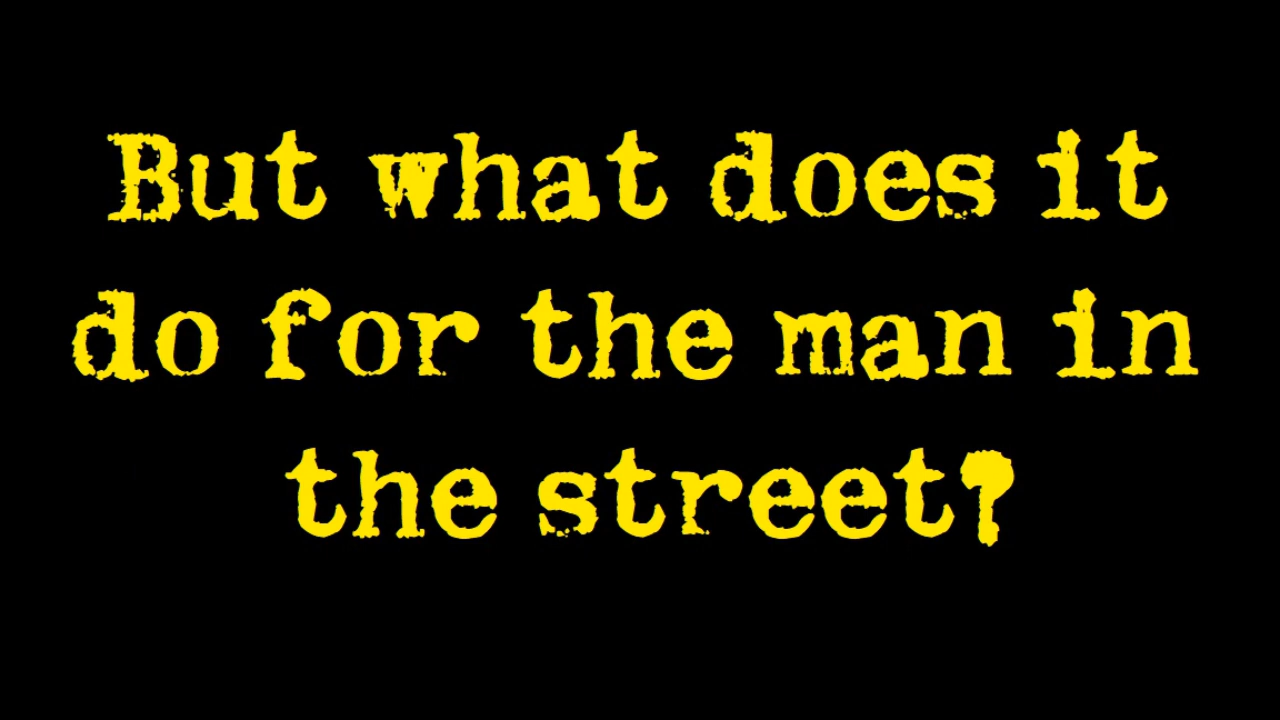 But what does it
do for the man in
the street?